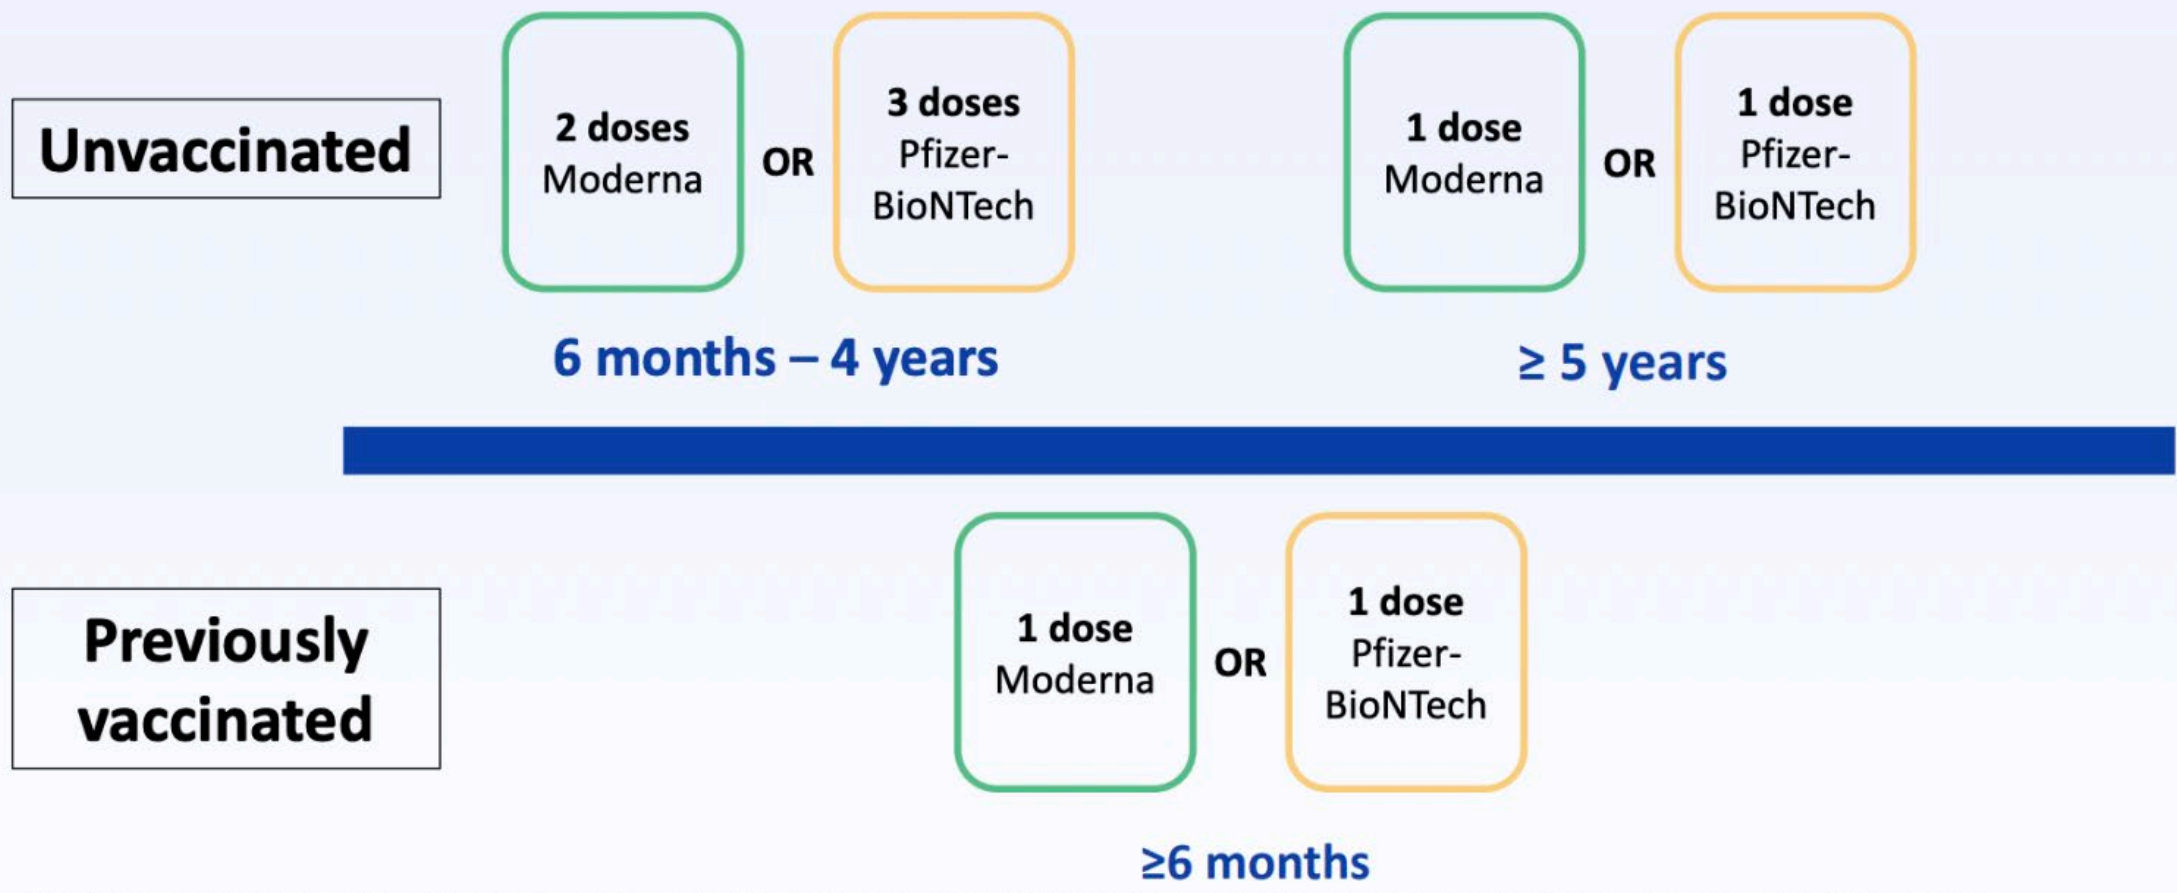 Unvaccinated
2 doses
Moderna
OR
3 doses
Pfizer-
BioNTech
6 months – 4 years
1 dose
Moderna
OR
1 dose
Pfizer-
BioNTech
≥ 5 years
Previously
vaccinated
1 dose
Moderna
OR
1 dose
Pfizer-
BioNTech
≥6 months